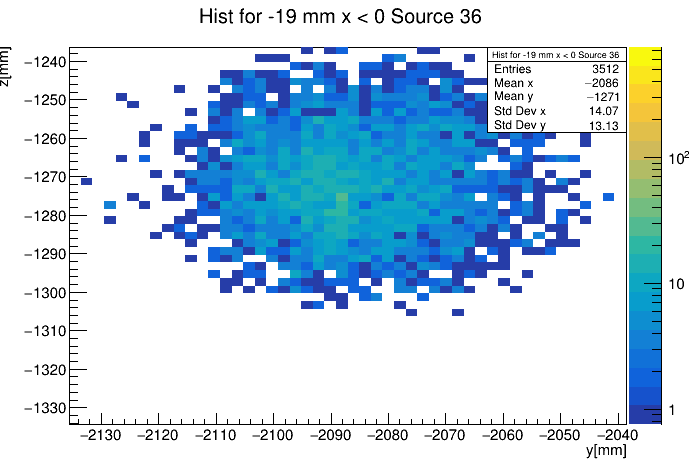 Hist for -19 mm x < 0 Source 36
z[mm]
Hist for -19 mm x < 0 Source 36
Entries 3512
Mean x −2086
Mean y −1271
Std Dev x 14.07
Std Dev y 13.13
−1240
−1250
−1260
−1270
−1280
−1290
−1300
−1310
−1320
−1330
10²
10
1
−2130 −2120 −2110 −2100 −2090 −2080 −2070 −2060 −2050 −2040
y[mm]